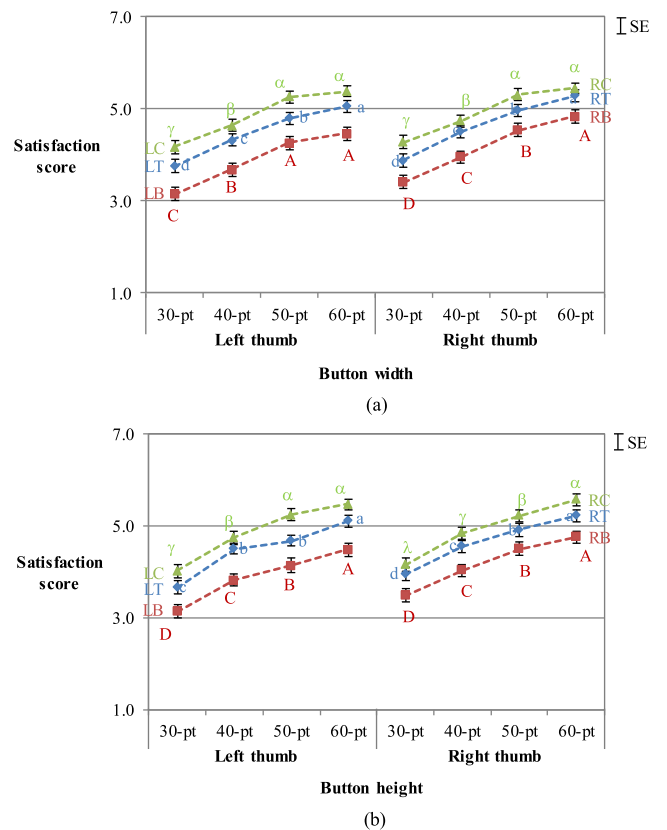 7.0
SE
α α α α
β β
γ γ
5.0
RC
RT
RB
a
b
c
d
d
c
Satisfaction
score
LC
LT
LB
A A
B
C
A
B
C
D
3.0
1.0
30-pt 40-pt 50-pt 60-pt 30-pt 40-pt 50-pt 60-pt
Left thumb Right thumb
Button width
(a)
7.0
SE
α α α
β β
γ γ
λ
5.0
RC
RT
RB
a
b
b
c
d
c
b
a
Satisfaction
score
LC
LT
LB
A
B
C
D
A
B
C
D
3.0
1.0
30-pt 40-pt 50-pt 60-pt 30-pt 40-pt 50-pt 60-pt
Left thumb Right thumb
Button height
(b)